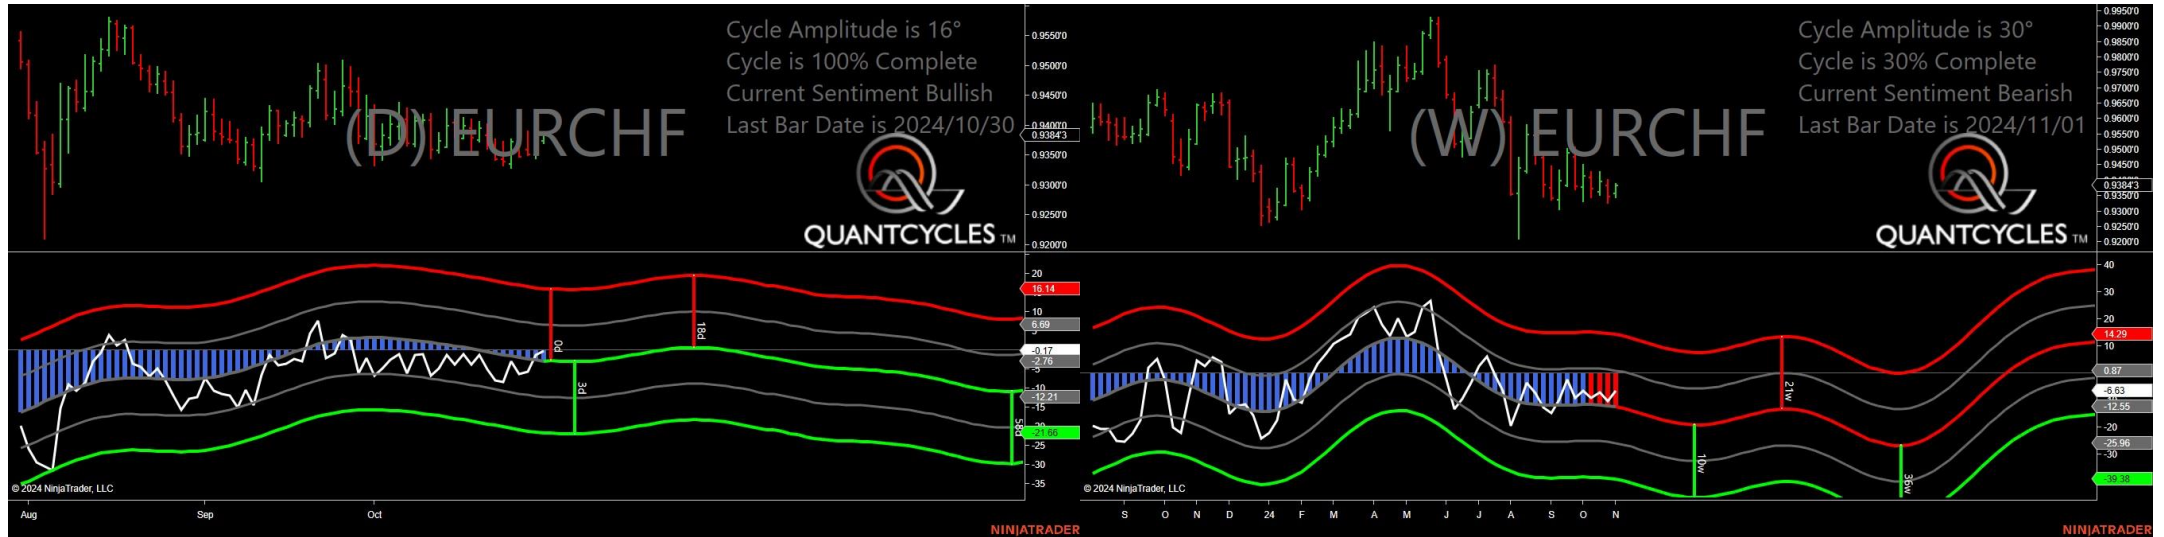 Cycle Amplitude is 16°
Cycle is 100% Complete
Current Sentiment Bullish
Last Bar Date is 2024/10/30
(D) EURCHF
QUANTCYCLES TM
0.9550'0
0.9500'0
0.9450'0
0.9400'0
0.9384'3
0.9350'0
0.9300'0
0.9250'0
0.9200'0
20
16.14
10
6.69
-0.17
-2.76
-5
-10
-12.21
-15
-21.66
-25
-30
-35
0d
3d
18d
58d
© 2024 NinjaTrader, LLC
Aug Sep Oct
NINJATRADER
Cycle Amplitude is 30°
Cycle is 30% Complete
Current Sentiment Bearish
Last Bar Date is 2024/11/01
(W) EURCHF
QUANTCYCLES TM
0.9950'0
0.9900'0
0.9850'0
0.9800'0
0.9750'0
0.9700'0
0.9650'0
0.9600'0
0.9550'0
0.9500'0
0.9450'0
0.9384'3
0.9350'0
0.9300'0
0.9250'0
0.9200'0
40
30
20
14.29
10
0.87
-6.63
-12.55
-20
-25.96
-30
-39.38
10w
21w
36w
© 2024 NinjaTrader, LLC
S O N D 24 F M A M J J A S O N
NINJATRADER